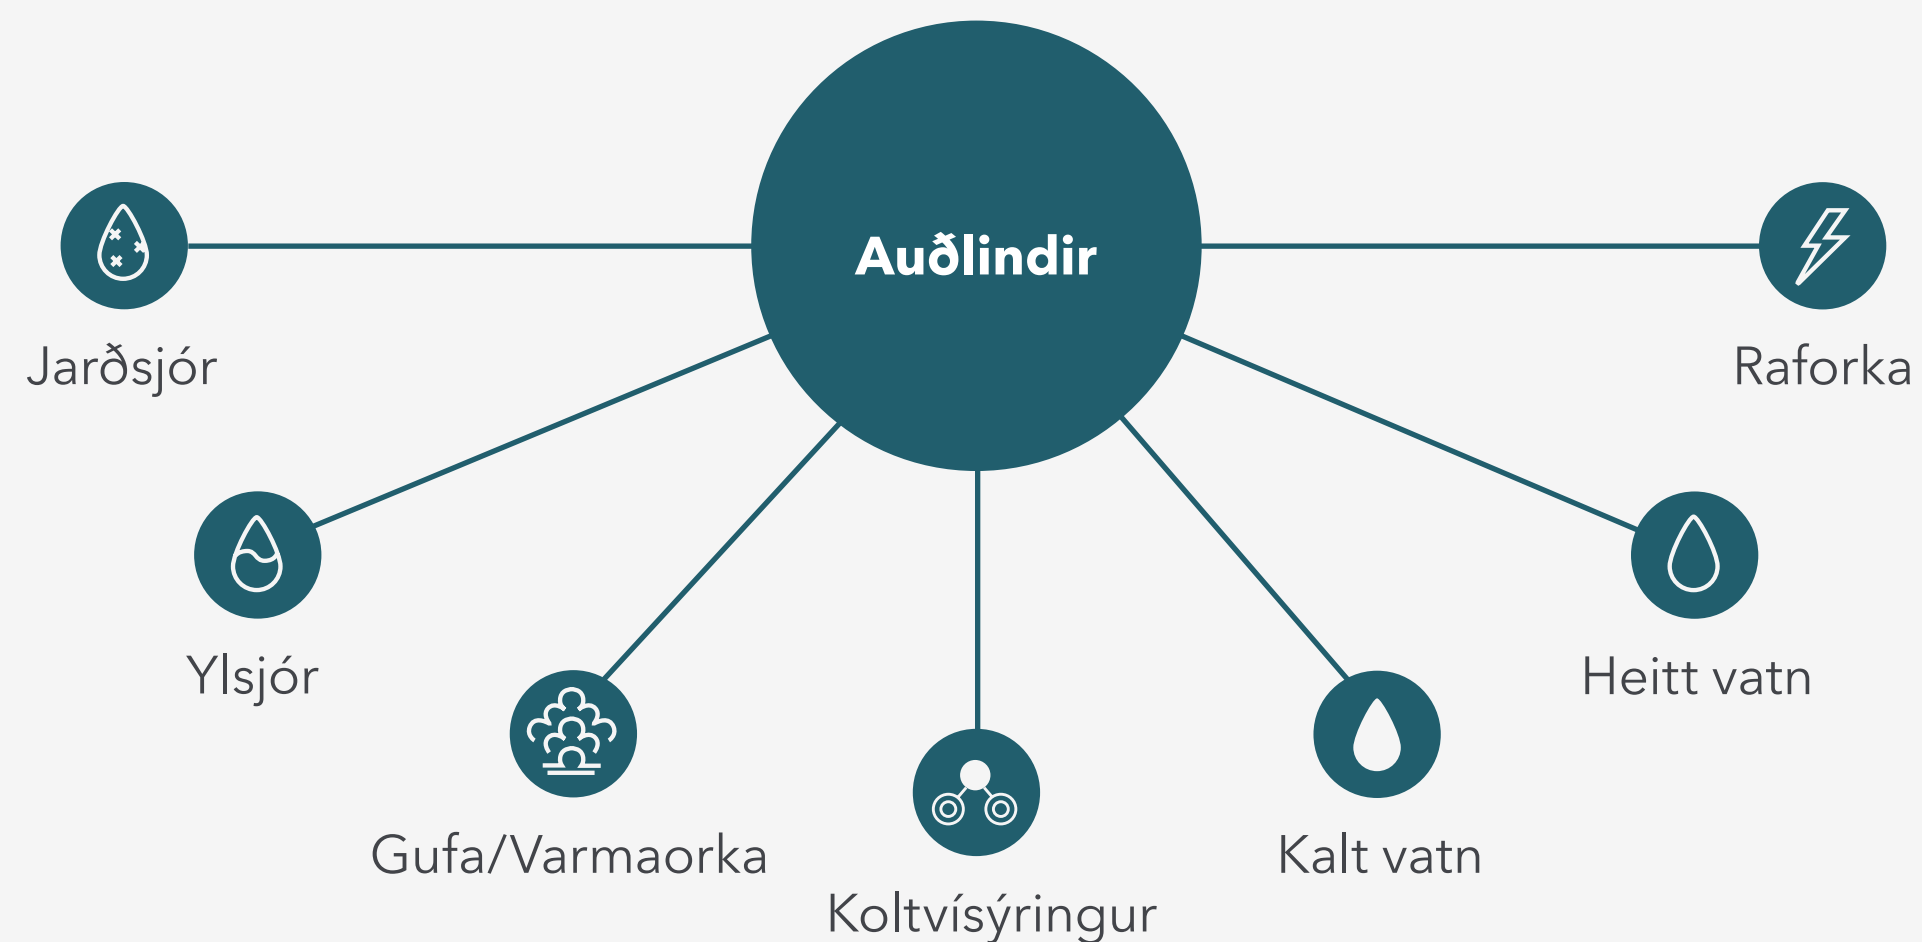 Auðlindir
Jarðsjór
Raforka
Ylsjór
Heitt vatn
Gufa/Varmaorka
Kalt vatn
Koltvísýringur